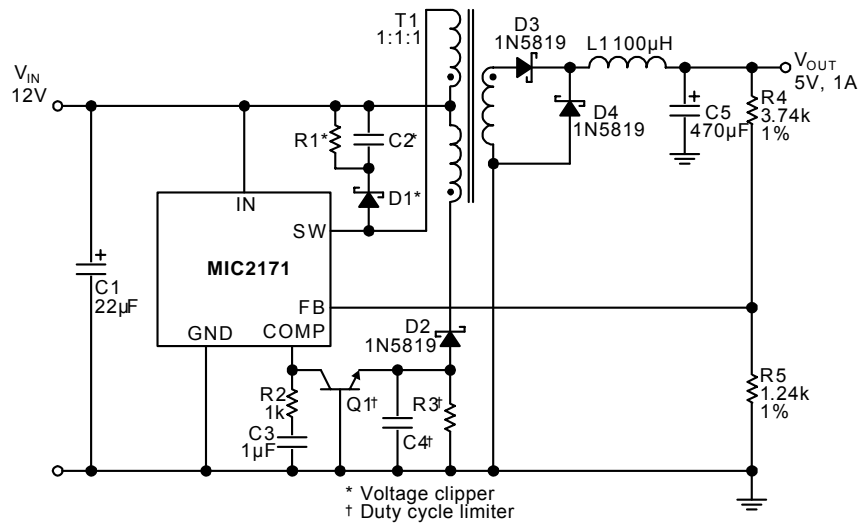 T1
1:1:1
D3
1N5819
L1 100µH
VOUT
5V, 1A
VIN
12V
R4
3.74k
1%
C5
470µF
D4
1N5819
R1*
C2*
D1*
IN
SW
MIC2171
C1
22µF
FB
GND
COMP
D2
1N5819
R2
1k
C3
1µF
Q1†
C4†
R3†
R5
1.24k
1%
* Voltage clipper
† Duty cycle limiter